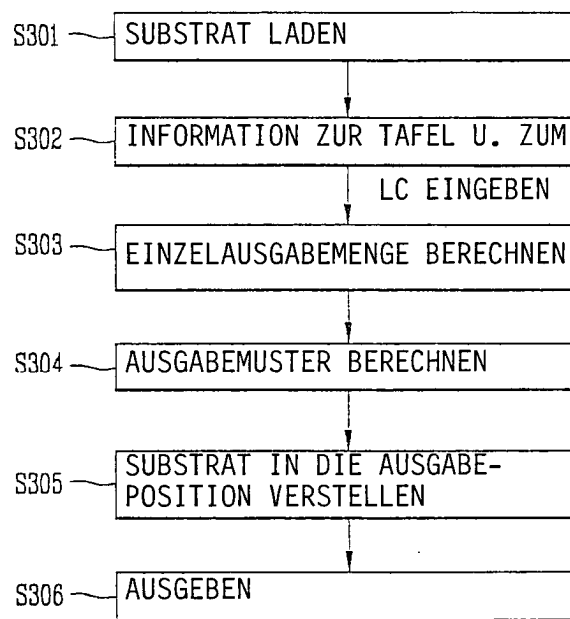 S301 SUBSTRAT LADEN
S302 INFORMATION ZUR TAFEL U. ZUM
LC EINGEBEN
S303 EINZELAUSGABEMENGE BERECHNEN
S304 AUSGABEMUSTER BERECHNEN
S305 SUBSTRAT IN DIE AUSGABE-
POSITION VERSTELLEN
S306 AUSGEBEN